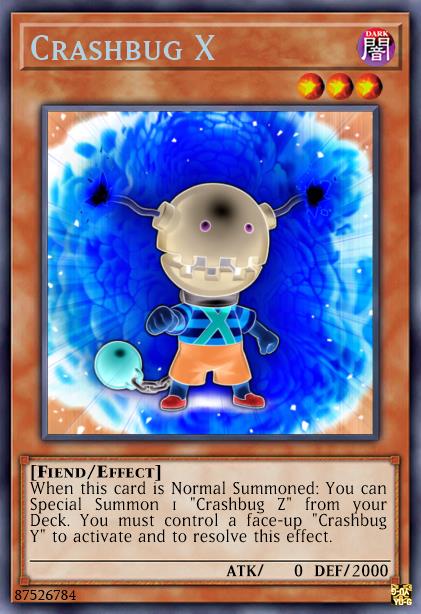 CRASHBUG X
DARK
闇
[FIEND/EFFECT]
When this card is Normal Summoned: You can
Special Summon 1 "Crashbug Z" from your
Deck. You must control a face-up "Crashbug
Y" to activate and to resolve this effect.
ATK/ 0 DEF/2000
87526784